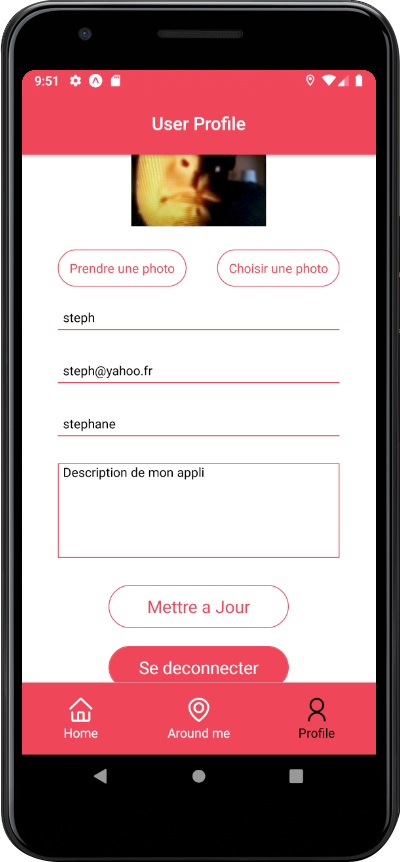 9:51
User Profile
Prendre une photo
Choisir une photo
steph
steph@yahoo.fr
stephane
Description de mon appli
Mettre a Jour
Se deconnecter
Home
Around me
Profile